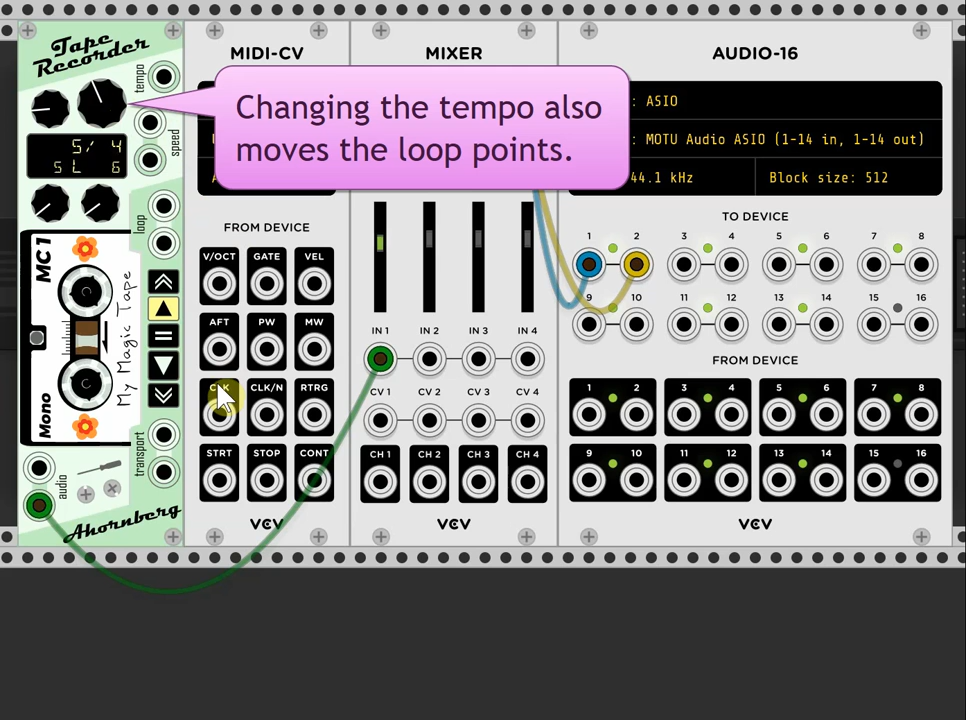 Tape
Recorder
tempo
speed
5/ 4
SL 6
loop
MC 1
My Magic Tape
Mono
transport
audio
Ahornberg
MIDI-CV
FROM DEVICE
V/OCT GATE VEL
AFT PW MW
CLK CLK/N RTRG
STRT STOP CONT
VCV
Changing the tempo also
moves the loop points.
MIXER
IN 1 IN 2 IN 3 IN 4
CV 1 CV 2 CV 3 CV 4
CH 1 CH 2 CH 3 CH 4
VCV
AUDIO-16
: ASIO
: MOTU Audio ASIO (1-14 in, 1-14 out)
44.1 kHz Block size: 512
TO DEVICE
1 2 3 4 5 6 7 8
9 10 11 12 13 14 15 16
FROM DEVICE
1 2 3 4 5 6 7 8
9 10 11 12 13 14 15 16
VCV